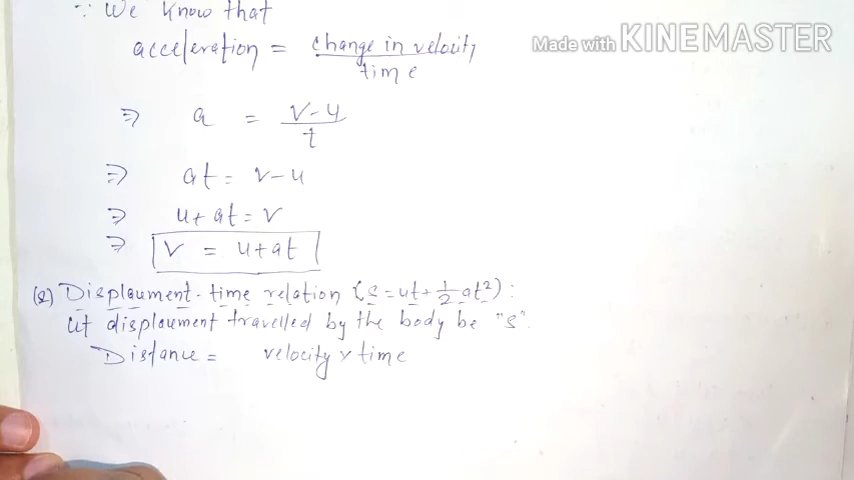 ∵ We know that
acceleration = change in velocity / time
Made with KINEMASTER
⇒ a = v-u / t
⇒ at = v-u
⇒ u+at = v
⇒ v = u+at
(2) Displacement-time relation (s = ut + 1/2 at²) :
Let displacement travelled by the body be "s".
Distance = velocity × time